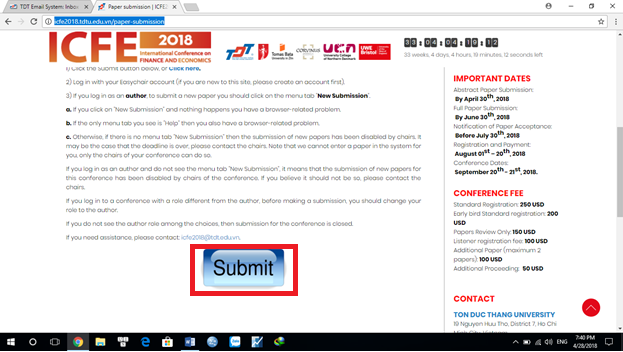 TDT Email System: Inbox
Paper submission | ICFE
icfe2018.tdtu.edu.vn/paper-submission
ICFE 2018
International Conference on
FINANCE AND ECONOMICS
Tomas Bata
UCN
University College
of Northern Denmark
UWE
Bristol
33 weeks, 4 days, 4 hours, 19 minutes, 12 seconds left
1) Click the Submit button below, or Click here,
2) Log in with your Easychair account (if you are new to this site, please create an account first).
3) If you log in as an author, to submit a new paper you should click on the menu tab "New Submission".
a. If you click on "New Submission" and nothing happens you have a browser-related problem.
b. If the only menu tab you see is "Help" then you also have a browser-related problem.
c. Otherwise, if there is no menu tab "New Submission" then the submission of new papers has been disabled by chairs. It
may be the case that the deadline is over, please contact the chairs. Note that we cannot enter a paper in the system for
you, only the chairs of your conference can do so.
If you log in as an author and do not see the menu tab "New Submission", it means that the submission of new papers for
this conference has been disabled by chairs of the conference. If you believe it should not be so, please contact the
chairs.
If you log in to a conference with a role different from the author, before making a submission, you should change your
role to the author.
If you do not see the author role among the choices, then submission for the conference is closed.
If you need assistance, please contact: icfe2018@tdt.edu.vn.
Submit
IMPORTANT DATES
Abstract Paper Submission:
By April 30th, 2018
Full Paper Submission:
By June 30th, 2018
Notification of Paper Acceptance:
Before July 30th, 2018
Registration and Payment:
August 01st – 20th, 2018
Conference Dates:
September 20th - 21st, 2018.
CONFERENCE FEE
Standard Registration: 250 USD
Early bird Standard registration: 200
USD
Papers Review Only: 150 USD
Listener registration fee: 100 USD
Additional Paper (maximum 2
papers): 100 USD
Additional Proceeding: 50 USD
CONTACT
TON DUC THANG UNIVERSITY
19 Nguyen Huu Tho, District 7, Ho Chi
ENG
7:40 PM
4/28/2018